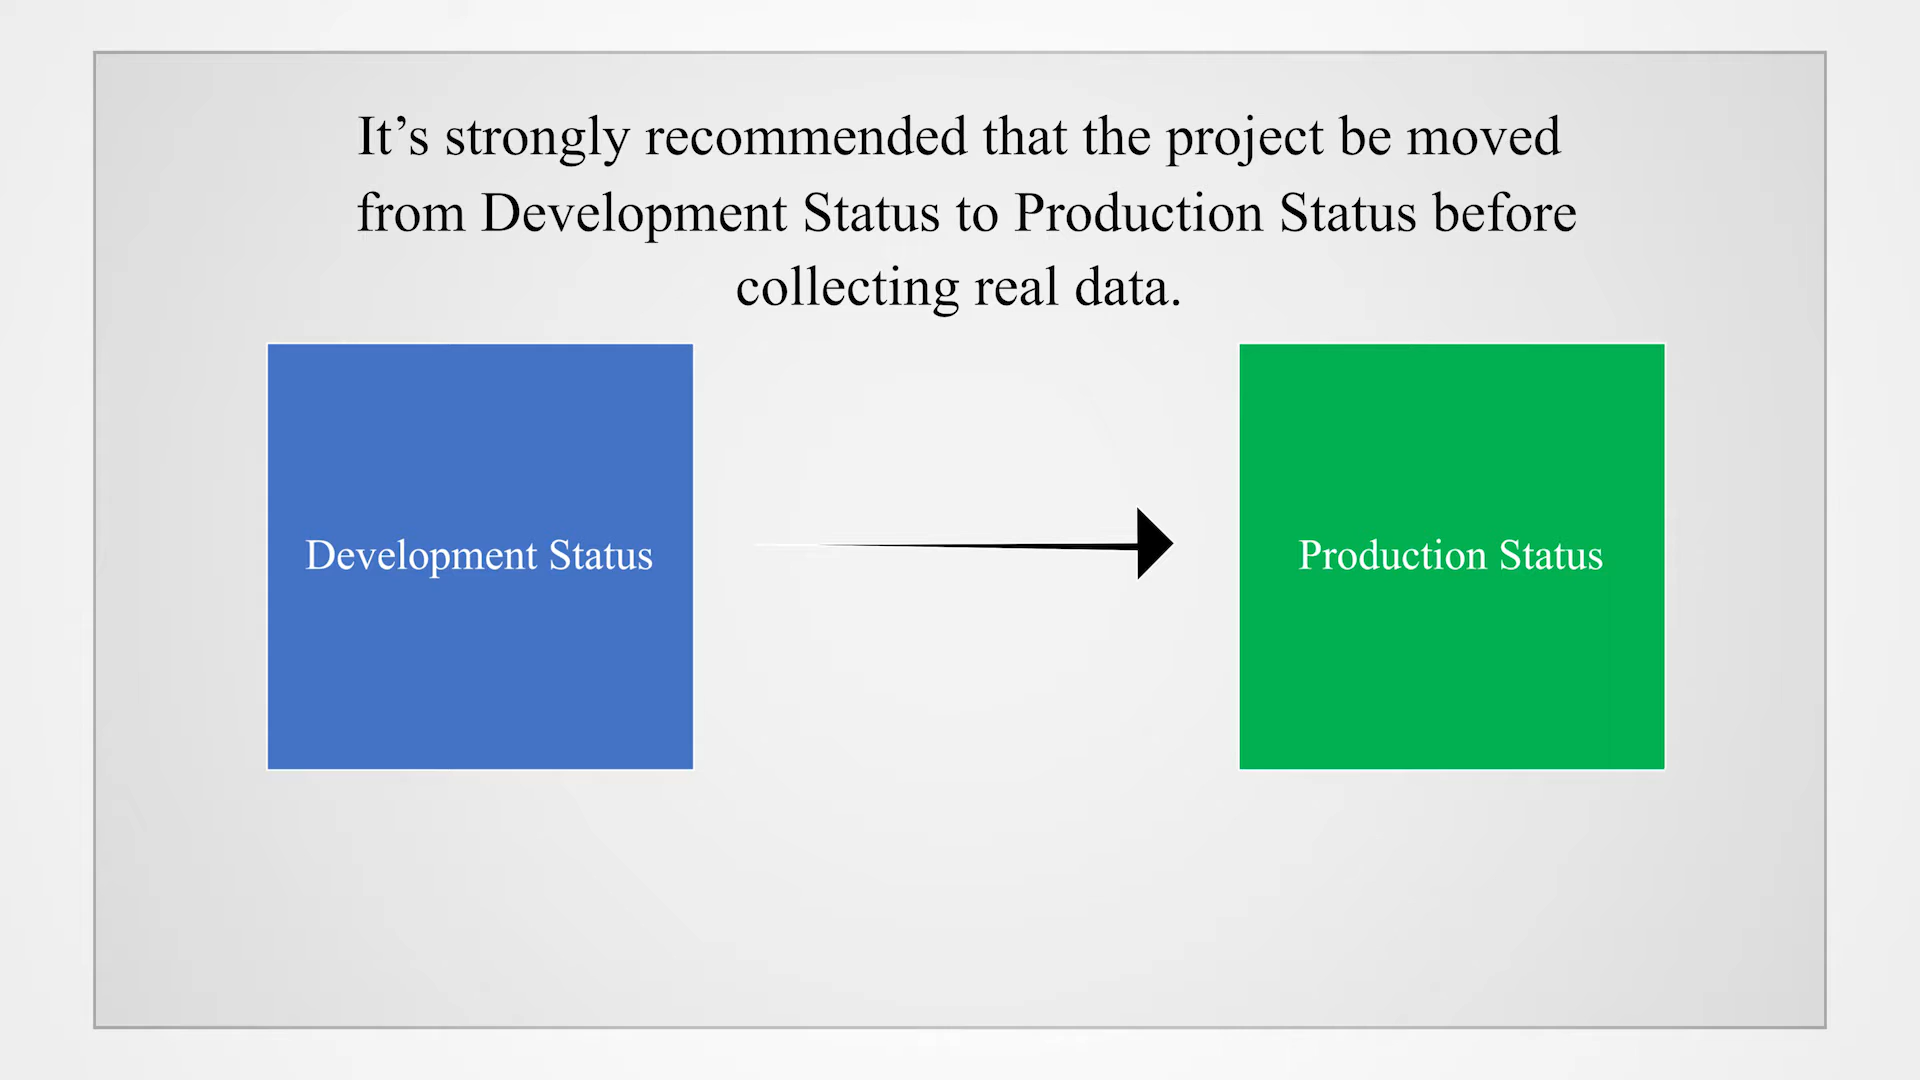 It’s strongly recommended that the project be moved
from Development Status to Production Status before
collecting real data.
Development Status
Production Status